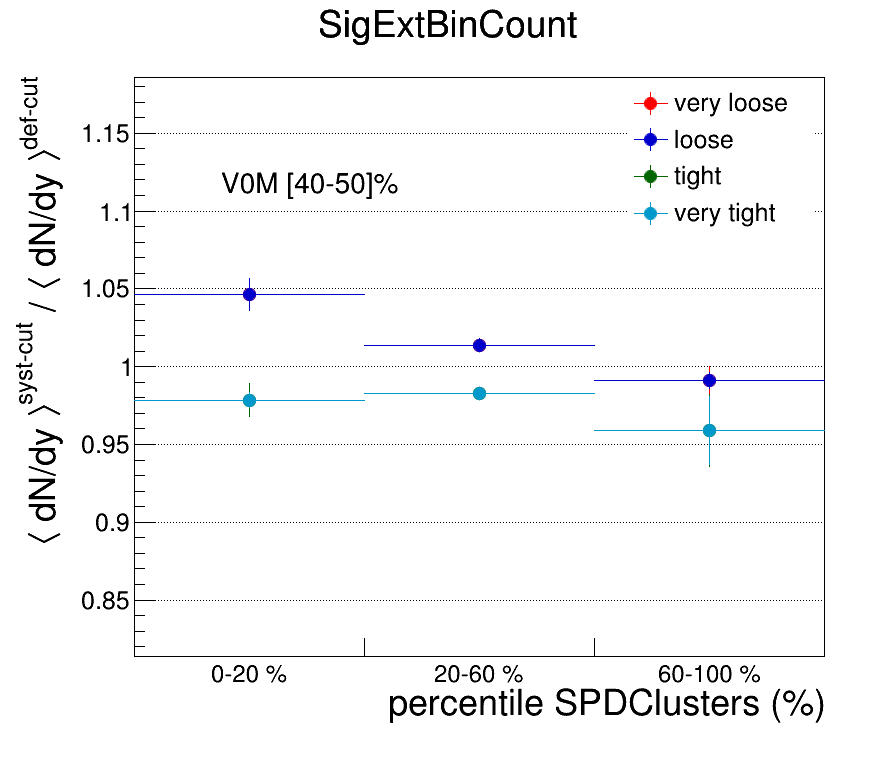 SigExtBinCount
⟨ dN/dy ⟩^syst-cut / ⟨ dN/dy ⟩^def-cut
1.15
1.1
1.05
1
0.95
0.9
0.85
V0M [40-50]%
very loose
loose
tight
very tight
0-20 %
20-60 %
60-100 %
percentile SPDClusters (%)